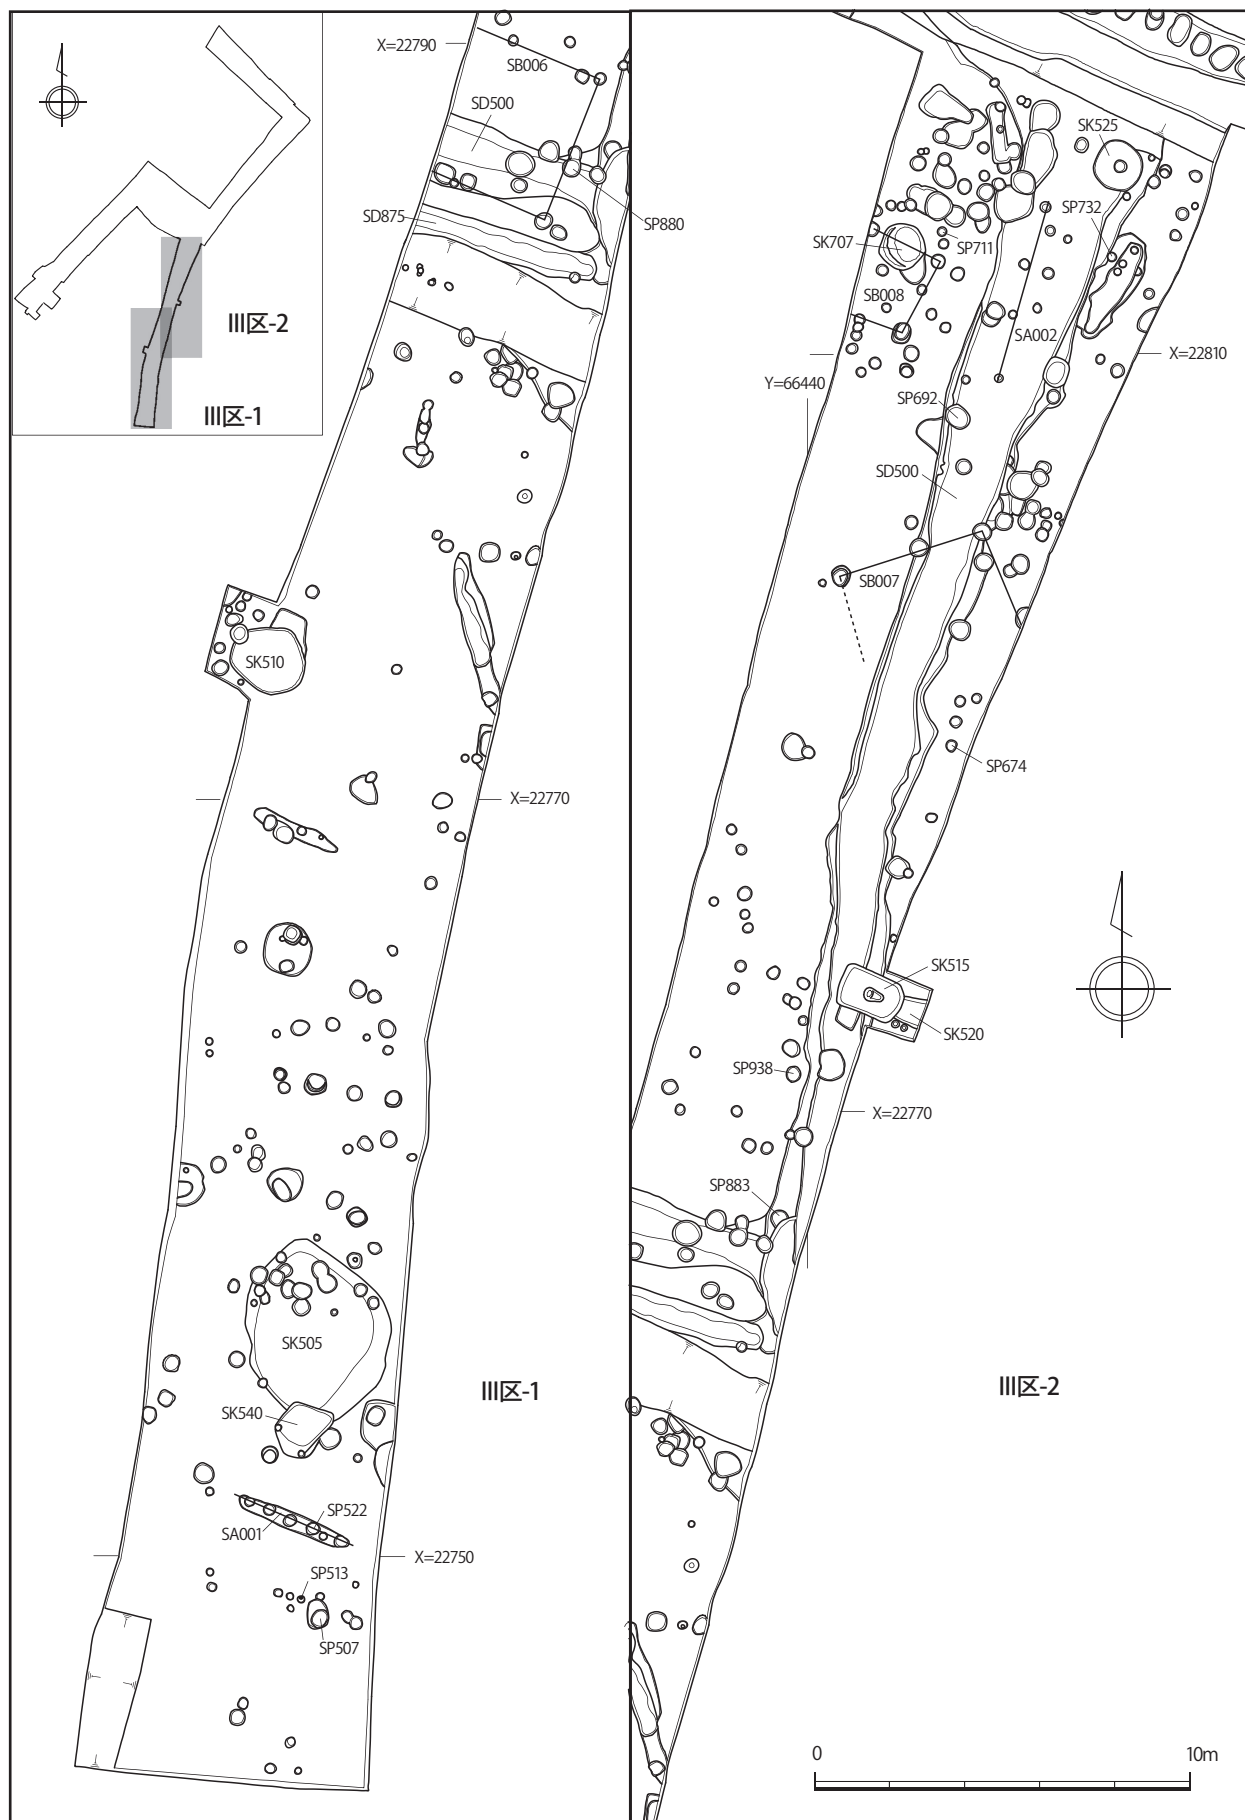 III区-2
III区-1
X=22790
SB006
SD500
SD875
SP880
SK510
X=22770
SK505
SK540
III区-1
SP522
SA001
X=22750
SP513
SP507
SK525
SP732
SP711
SK707
SB008
SA002
X=22810
Y=66440
SP692
SD500
SB007
SP674
SK515
SK520
SP938
X=22770
SP883
III区-2
0 10m